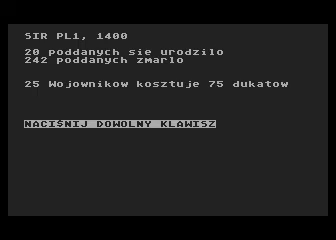 SIR PL1, 1400
20 poddanych sie urodzilo
242 poddanych zmarlo
25 Wojownikow kosztuje 75 dukatow
NACIŚNIJ DOWOLNY KLAWISZ